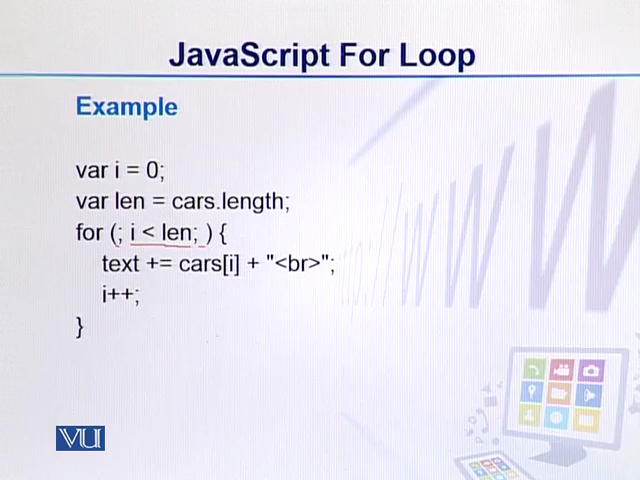 JavaScript For Loop
Example
var i = 0;
var len = cars.length;
for (; i < len; ) {
text += cars[i] + "<br>";
i++;
}
VU